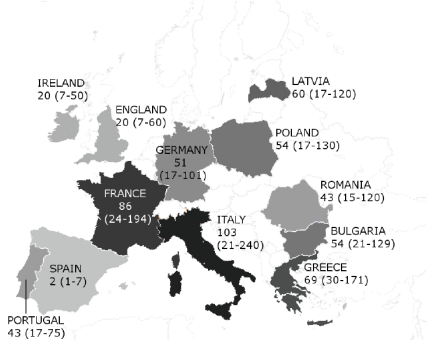 IRELAND
20 (7-50)
ENGLAND
20 (7-60)
LATVIA
60 (17-120)
POLAND
54 (17-130)
GERMANY
51
(17-101)
FRANCE
86
(24-194)
ROMANIA
43 (15-120)
ITALY
103
(21-240)
BULGARIA
54 (21-129)
SPAIN
2 (1-7)
GREECE
69 (30-171)
PORTUGAL
43 (17-75)